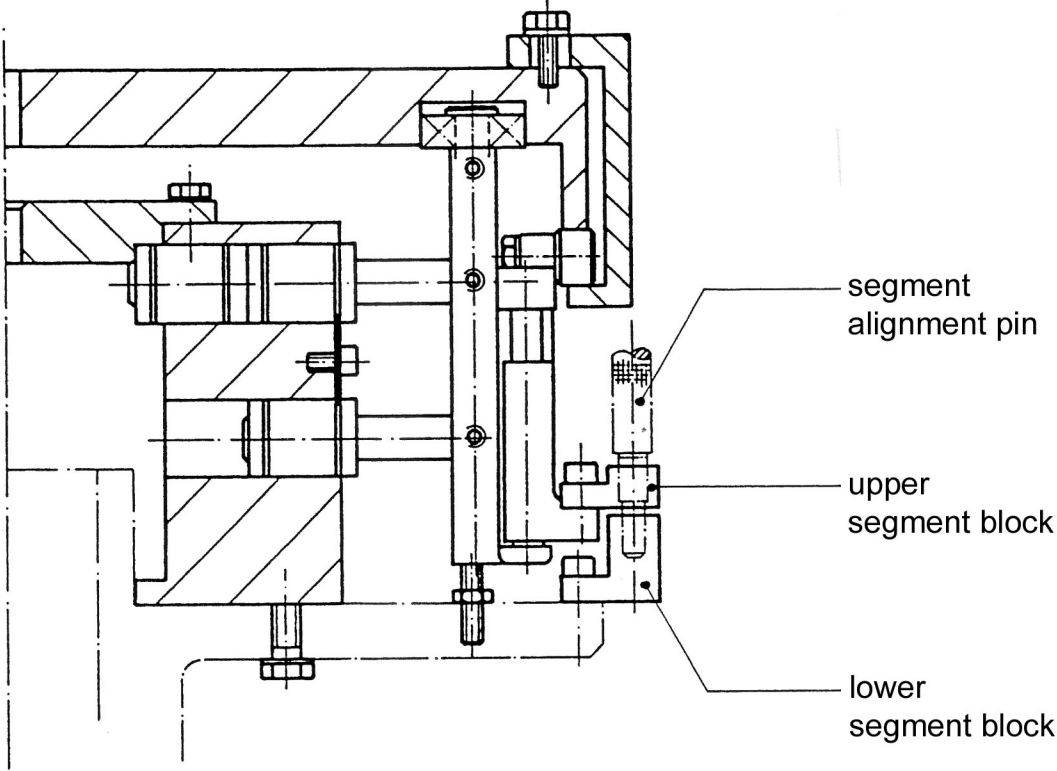 segment
alignment pin
upper
segment block
lower
segment block